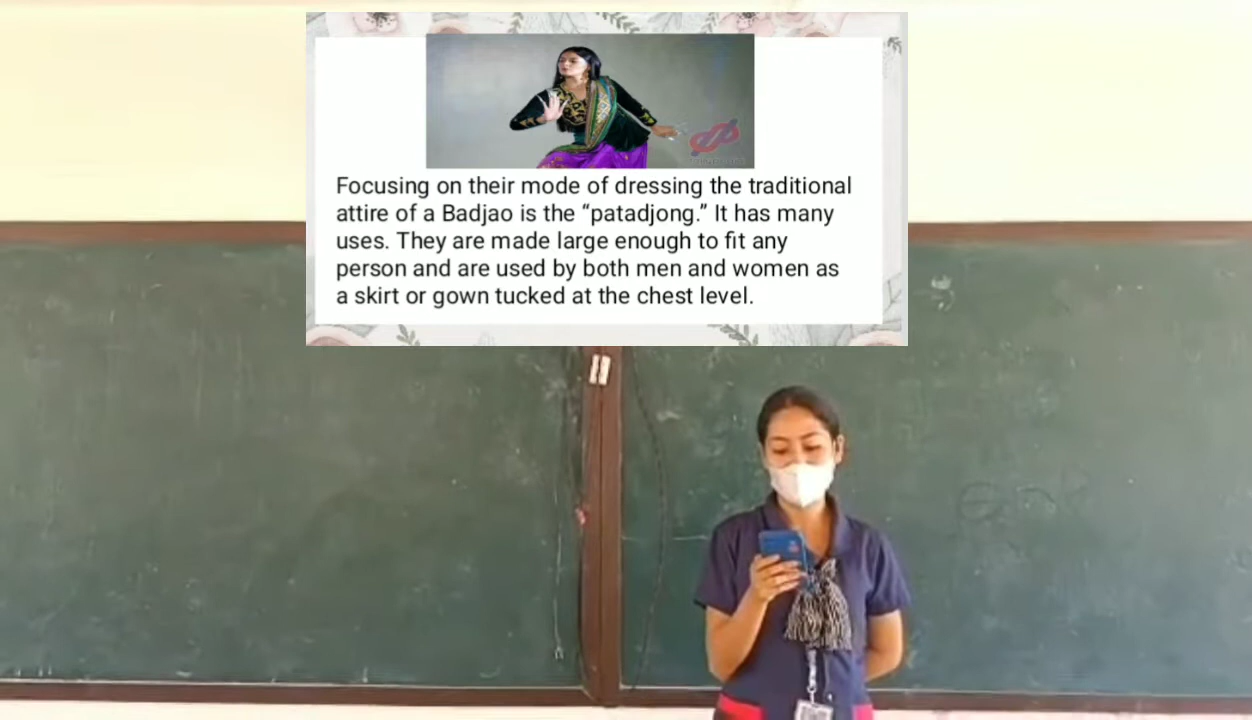 Focusing on their mode of dressing the traditional
attire of a Badjao is the “patadjong.” It has many
uses. They are made large enough to fit any
person and are used by both men and women as
a skirt or gown tucked at the chest level.